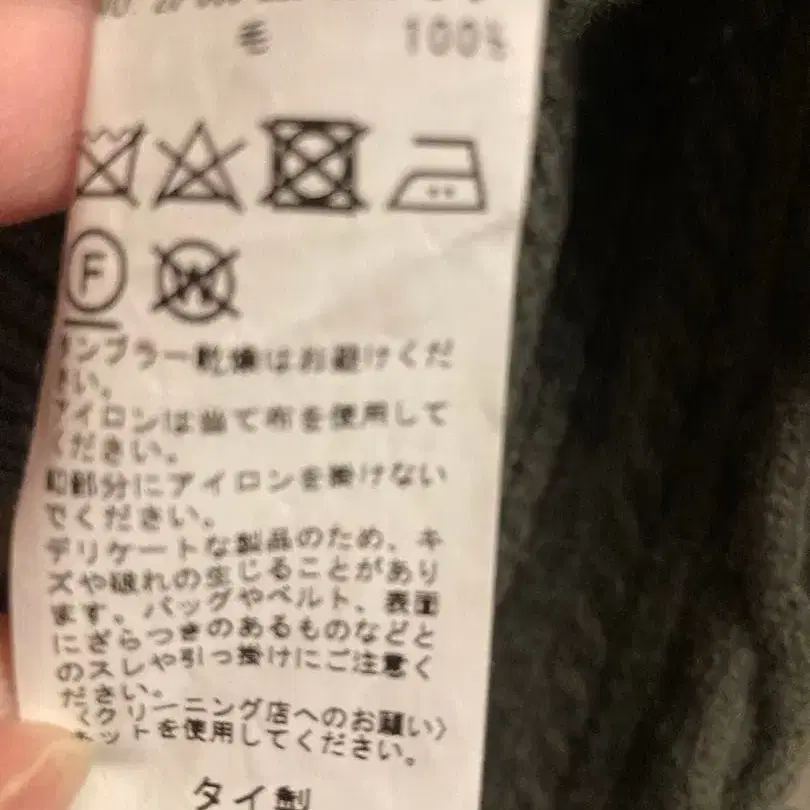 毛 100%
F
W
ンブラー乾燥はお避けくだ
さい。
アイロンは当て布を使用して
ください。
部分にアイロンを掛けない
でください。
デリケートな製品のため、キ
ズや破れの生じることがあり
ます。バッグやベルト、表面
にざらつきのあるものなどと
のスレや引っ掛けにご注意く
ださい。
〈クリーニング店へのお願い〉
ネットを使用してください。
タイ製